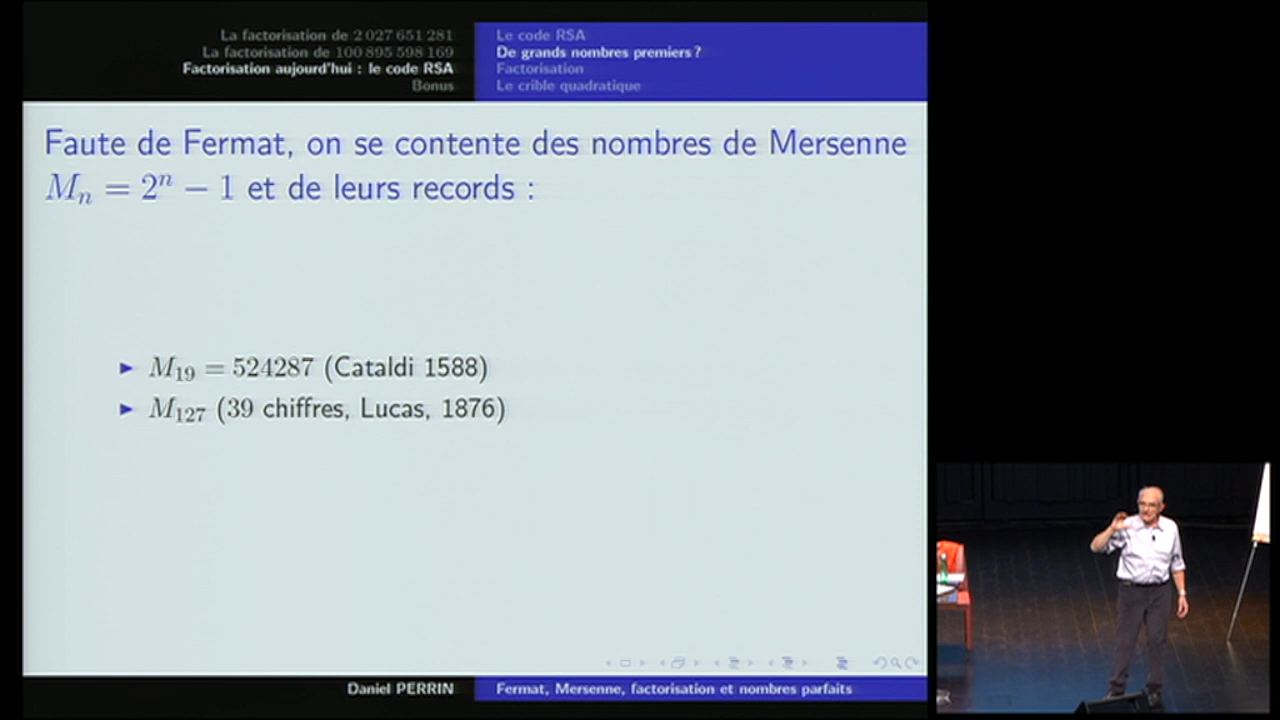 La factorisation de 2 027 651 281
La factorisation de 100 895 598 169
Factorisation aujourd'hui : le code RSA
Bonus
Le code RSA
De grands nombres premiers ?
Factorisation
Le crible quadratique
Faute de Fermat, on se contente des nombres de Mersenne
Mₙ = 2ⁿ − 1 et de leurs records :
▶ M₁₉ = 524287 (Cataldi 1588)
▶ M₁₂₇ (39 chiffres, Lucas, 1876)
Daniel PERRIN
Fermat, Mersenne, factorisation et nombres parfaits